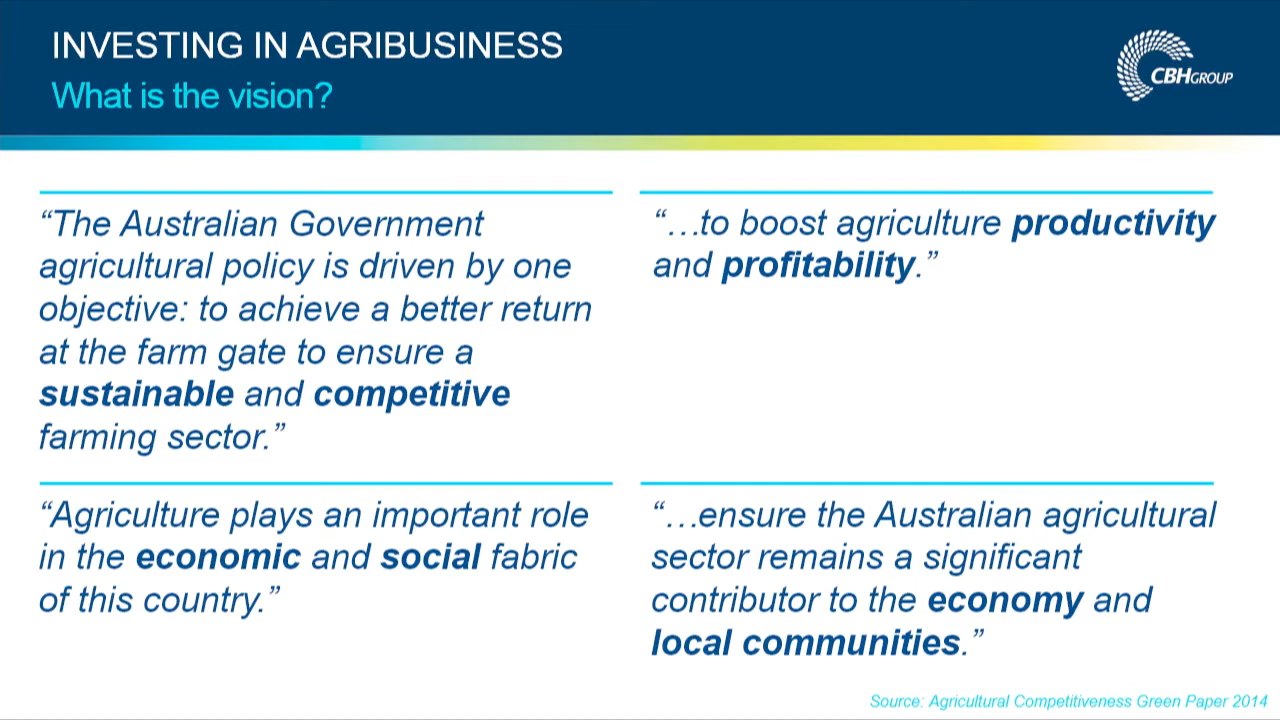 INVESTING IN AGRIBUSINESS
What is the vision?
CBHGROUP
“The Australian Government
agricultural policy is driven by one
objective: to achieve a better return
at the farm gate to ensure a
sustainable and competitive
farming sector.”
“…to boost agriculture productivity
and profitability.”
“Agriculture plays an important role
in the economic and social fabric
of this country.”
“…ensure the Australian agricultural
sector remains a significant
contributor to the economy and
local communities.”
Source: Agricultural Competitiveness Green Paper 2014